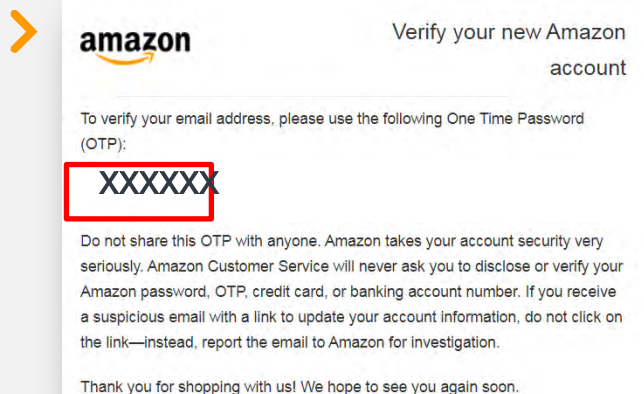 amazon
Verify your new Amazon
account
To verify your email address, please use the following One Time Password
(OTP):
XXXXXX
Do not share this OTP with anyone. Amazon takes your account security very
seriously. Amazon Customer Service will never ask you to disclose or verify your
Amazon password, OTP, credit card, or banking account number. If you receive
a suspicious email with a link to update your account information, do not click on
the link—instead, report the email to Amazon for investigation.
Thank you for shopping with us! We hope to see you again soon.